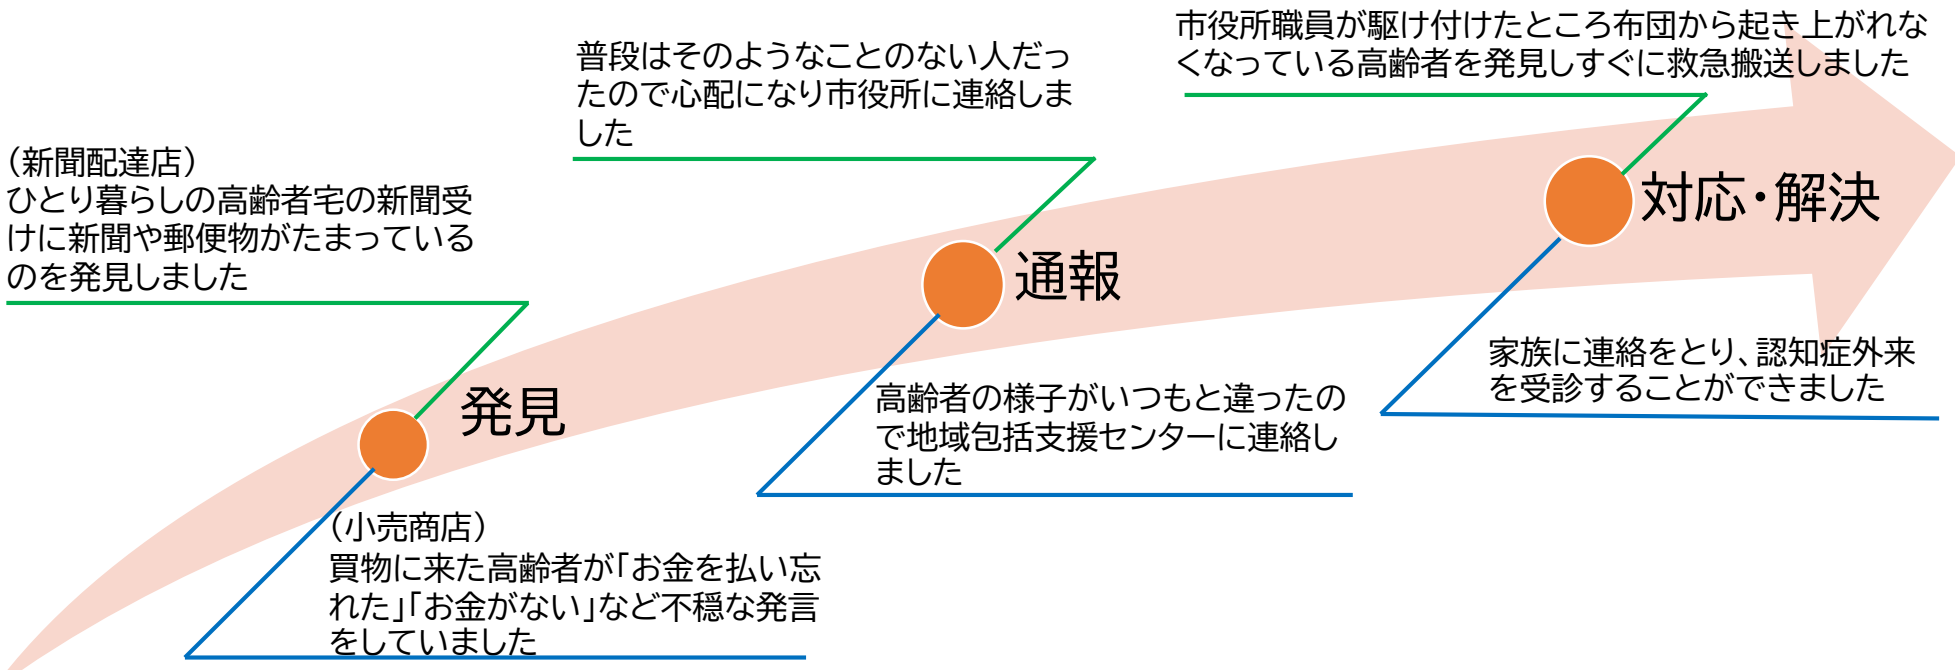 (新聞配達店)
ひとり暮らしの高齢者宅の新聞受
けに新聞や郵便物がたまっている
のを発見しました
普段はそのようなことのない人だっ
たので心配になり市役所に連絡しま
した
市役所職員が駆け付けたところ布団から起き上がれな
くなっている高齢者を発見しすぐに救急搬送しました
発見
通報
対応・解決
(小売商店)
買物に来た高齢者が「お金を払い忘
れた」「お金がない」など不穏な発言
をしていました
高齢者の様子がいつもと違ったの
で地域包括支援センターに連絡し
ました
家族に連絡をとり、認知症外来
を受診することができました